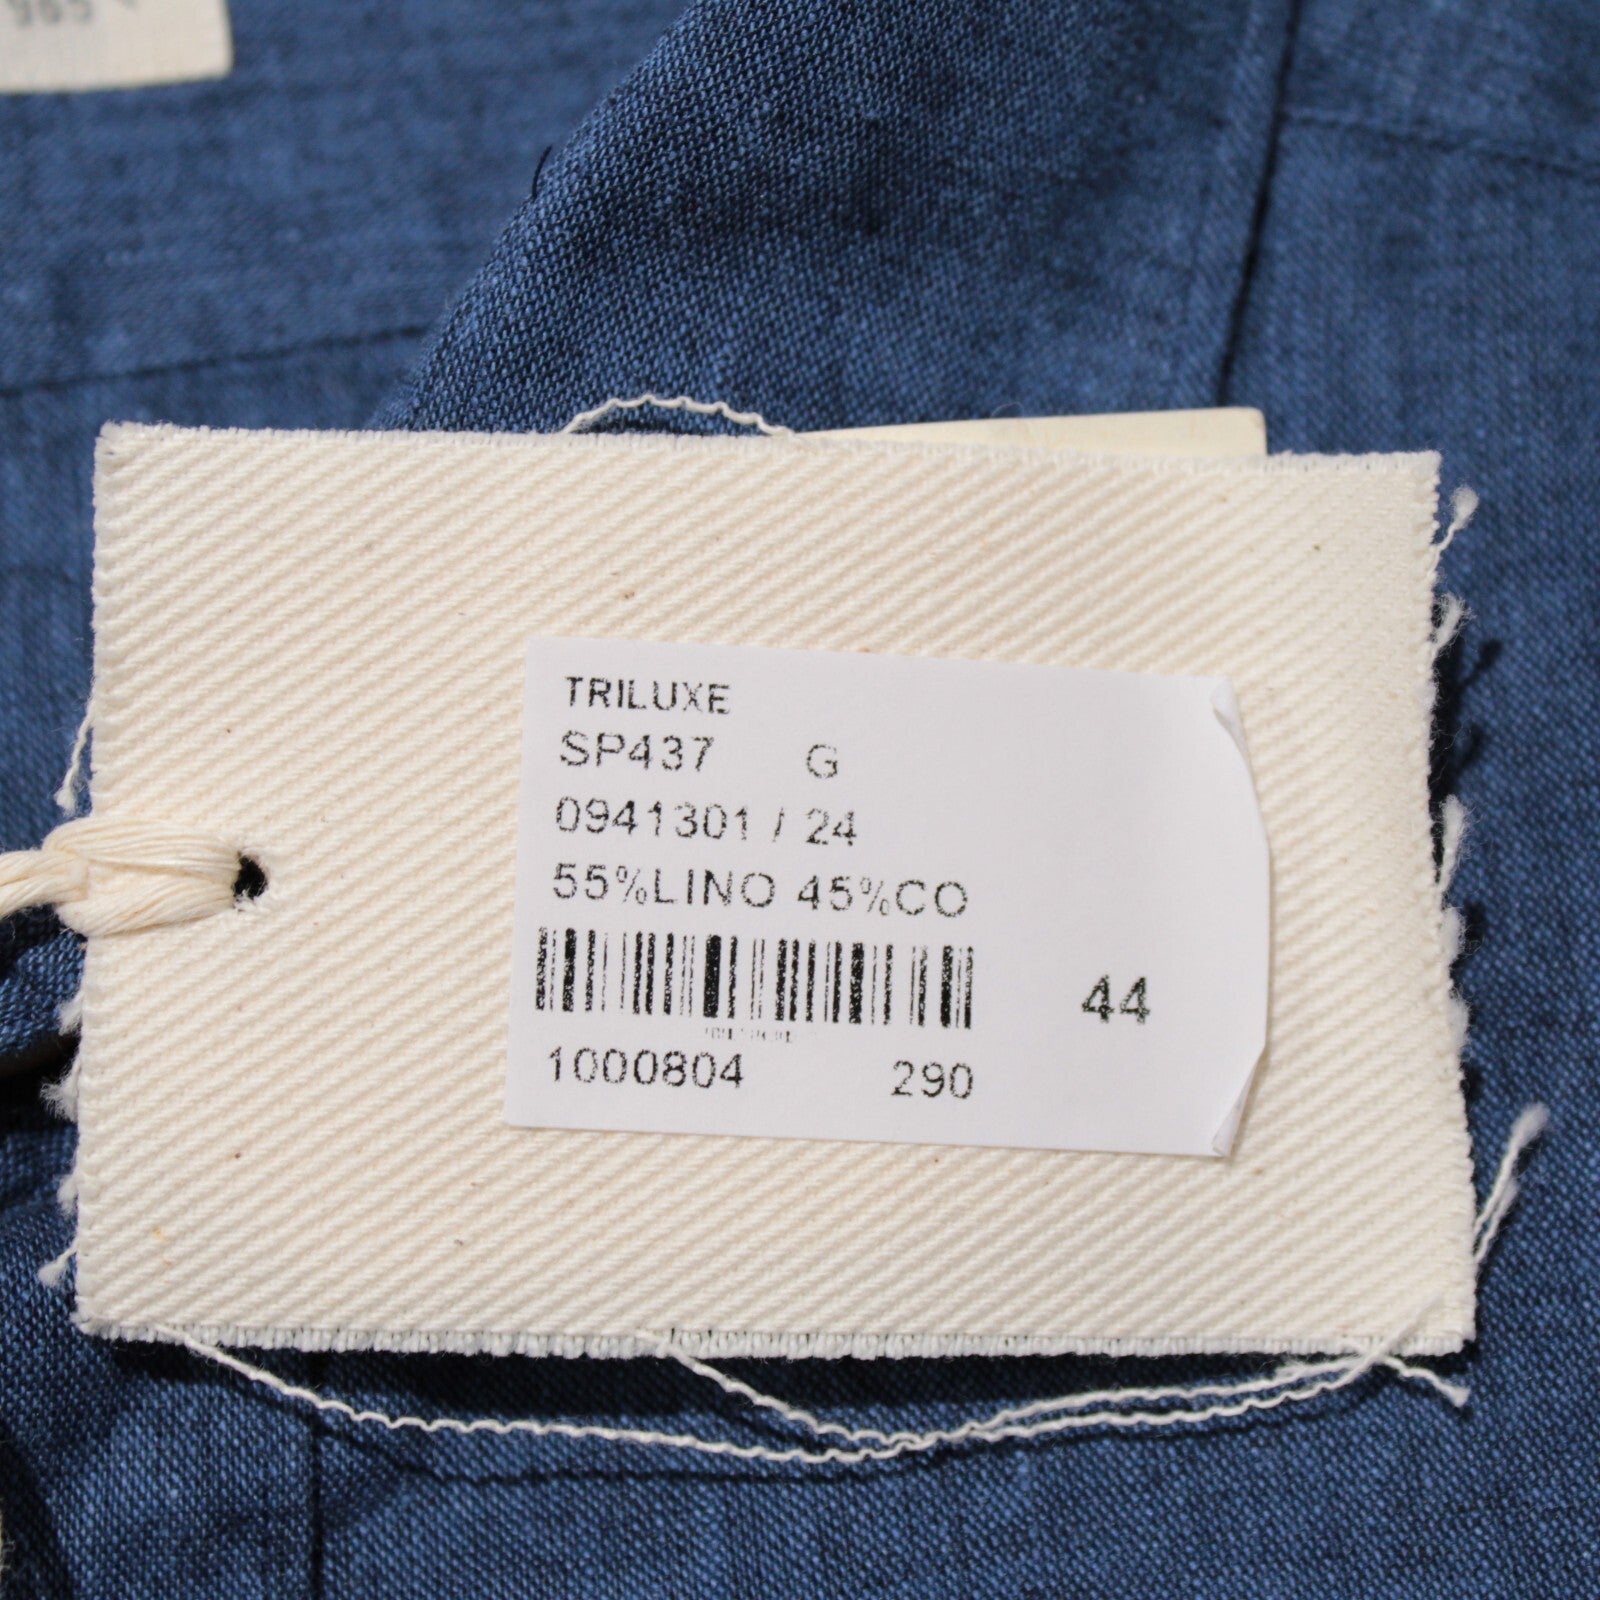 TRILUXE
SP437 G
0941301 / 24
55%LINO 45%CO
44
1000804 290